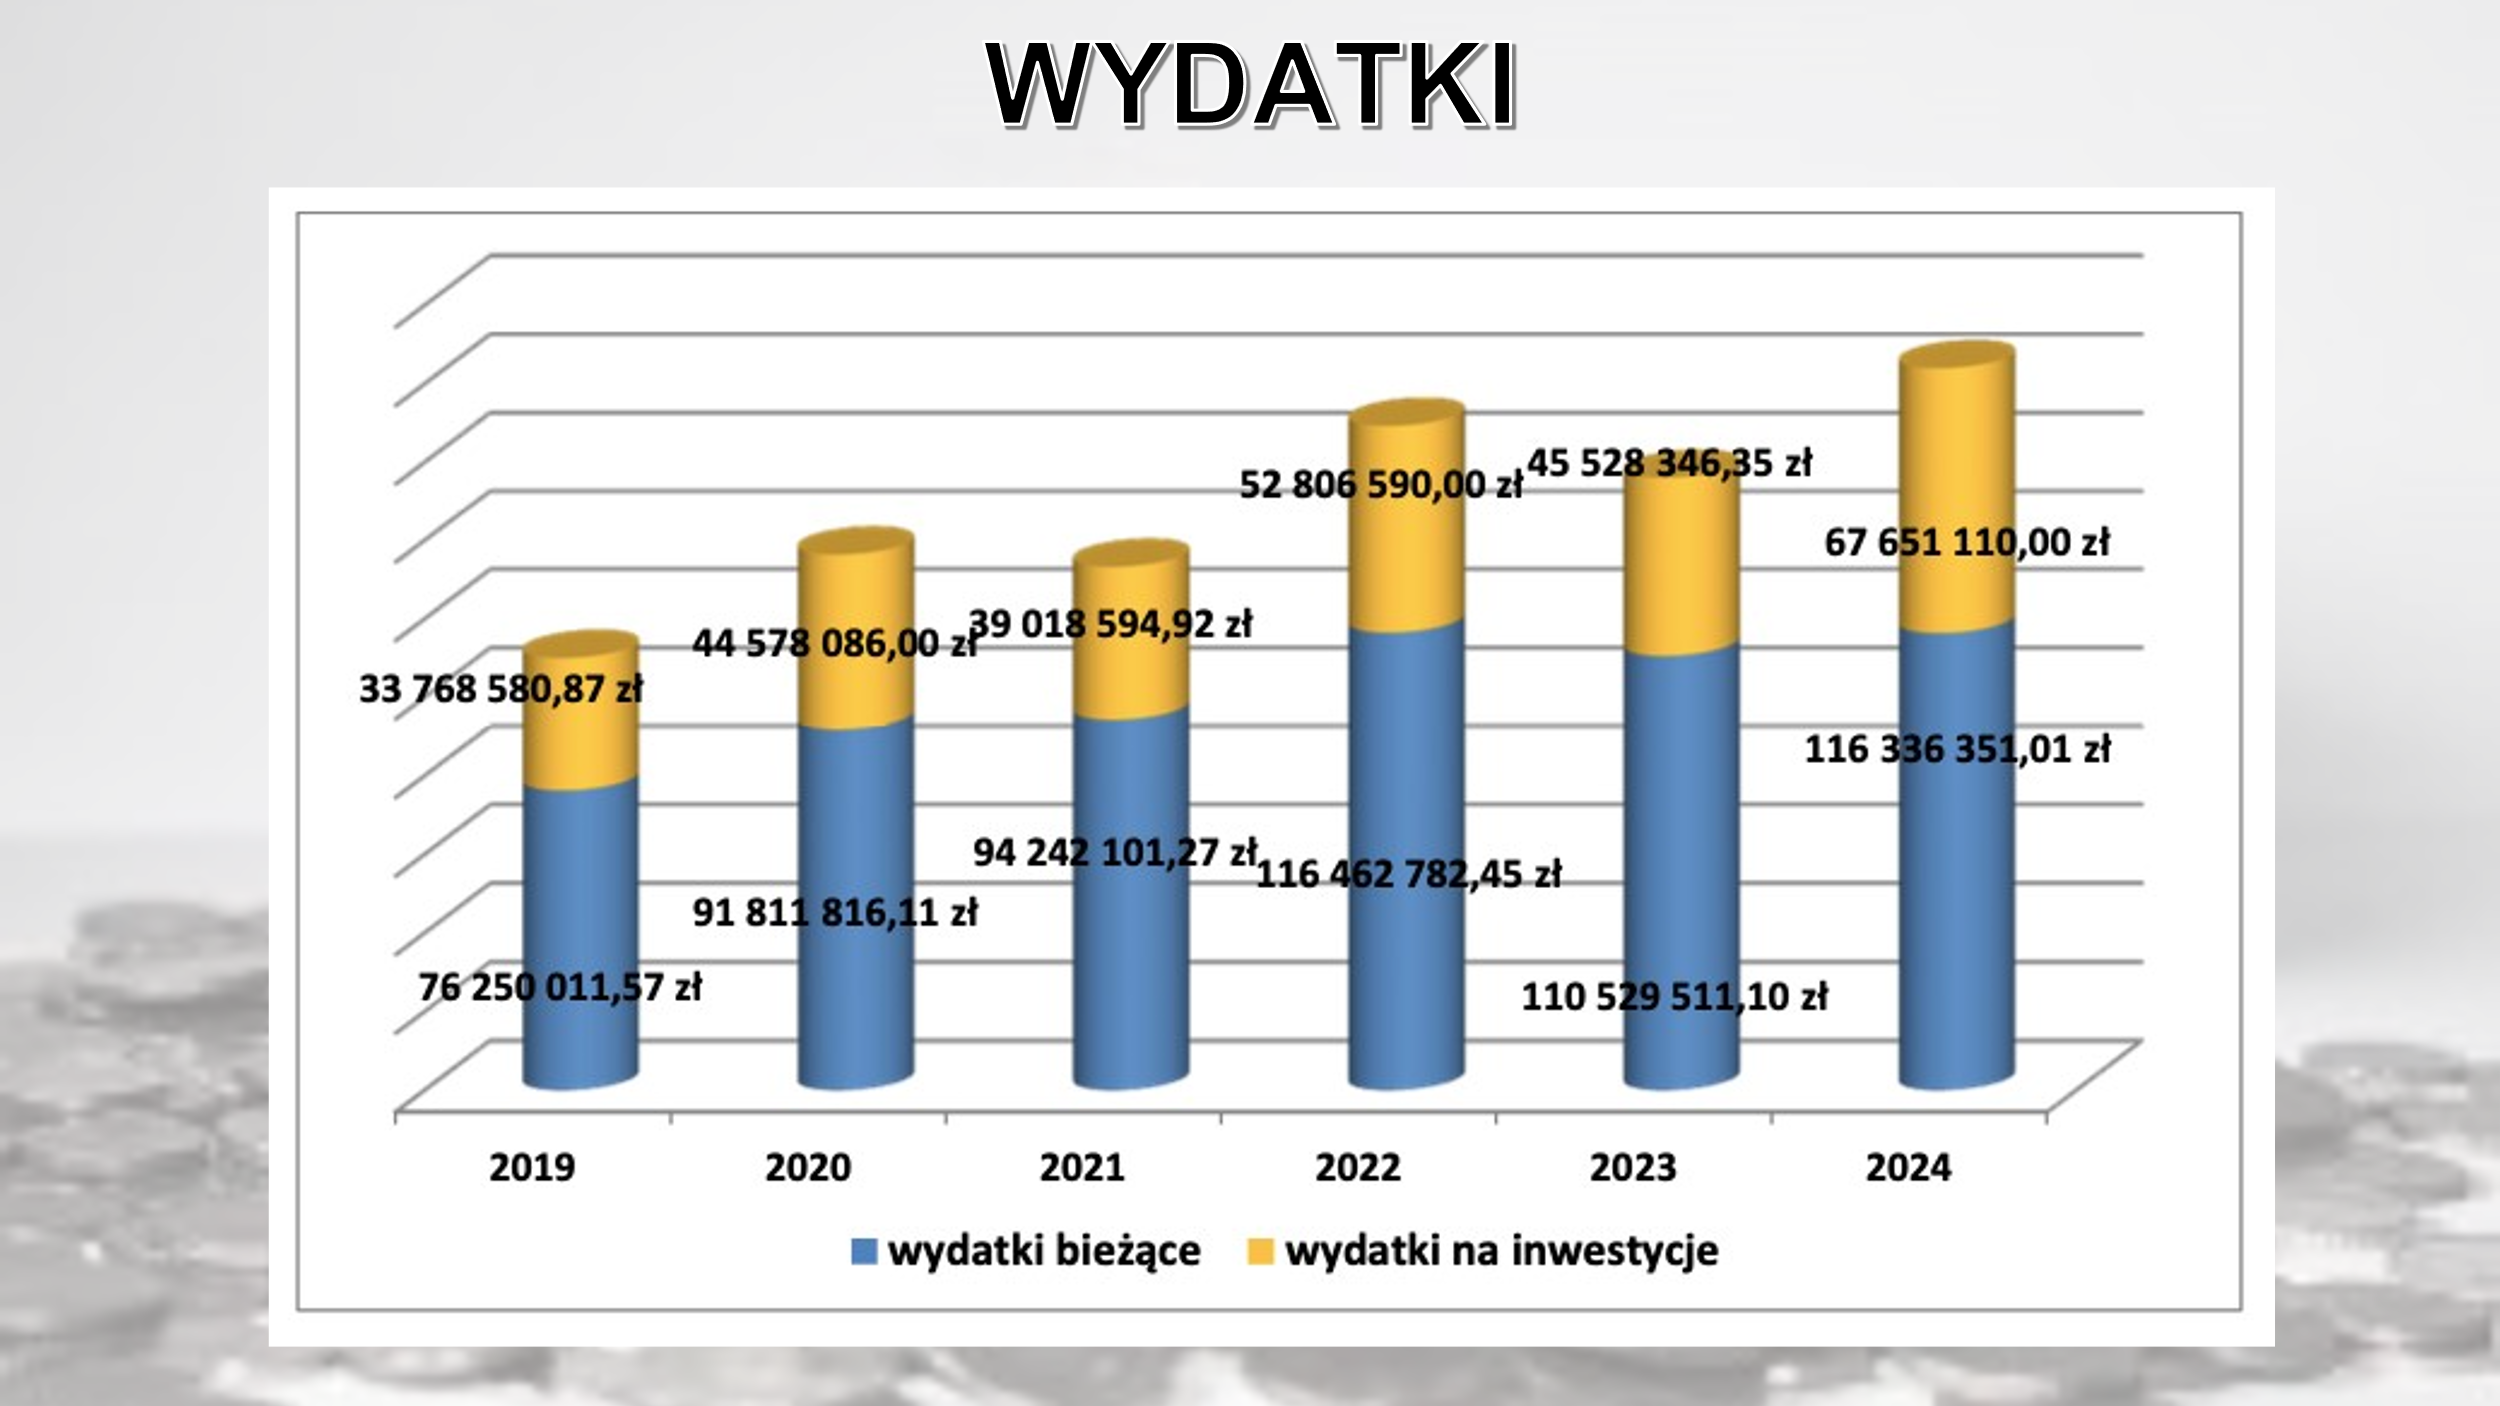 WYDATKI
52 806 590,00 zł
45 528 346,35 zł
67 651 110,00 zł
44 578 086,00 zł
39 018 594,92 zł
33 768 580,87 zł
116 336 351,01 zł
94 242 101,27 zł
116 462 782,45 zł
91 811 816,11 zł
76 250 011,57 zł
110 529 511,10 zł
2019 2020 2021 2022 2023 2024
wydatki bieżące wydatki na inwestycje